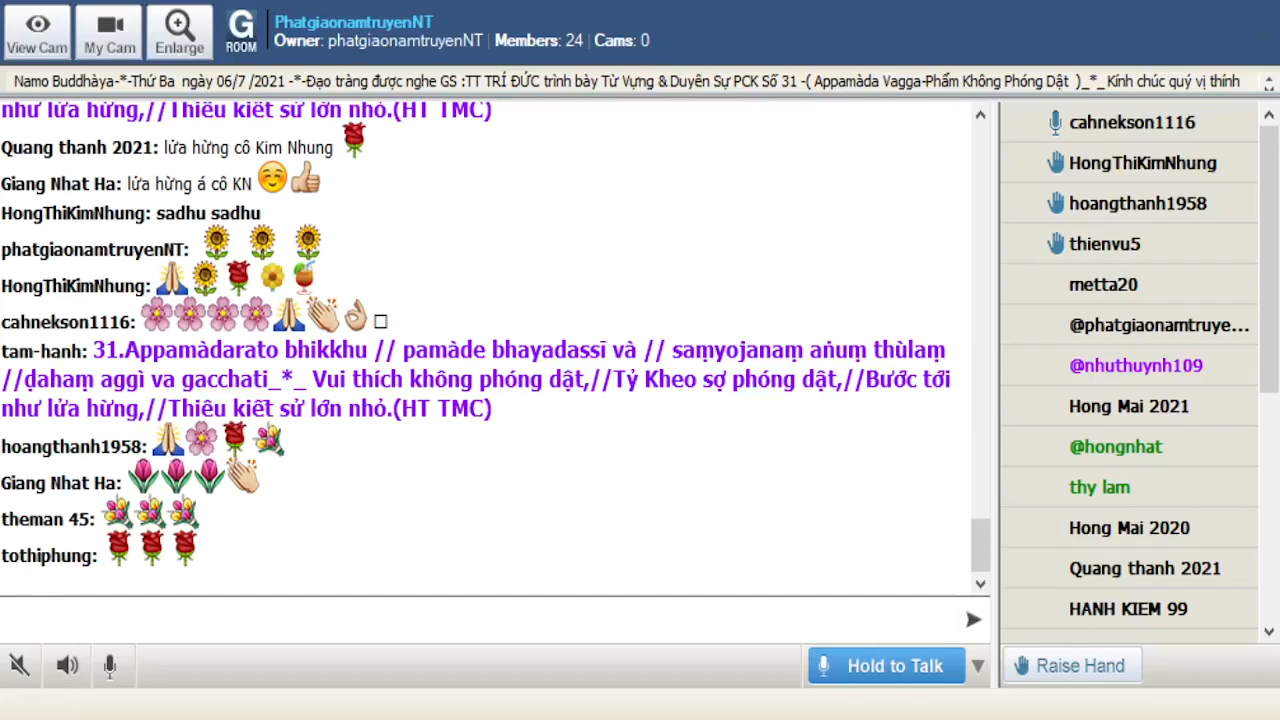 View Cam
My Cam
Enlarge
G
ROOM
PhatgiaonamtruyenNT
Owner: phatgiaonamtruyenNT | Members: 24 | Cams: 0
Namo Buddhàya-*-Thứ Ba ngày 06/7 /2021 -*-Đạo tràng được nghe GS :TT TRÍ ĐỨC trình bày Từ Vựng & Duyên Sự PCK Số 31 -( Appamàda Vagga-Phẩm Không Phóng Dật )_*_ Kính chúc quý vị thính
như lửa hừng,//Thiêu kiết sử lớn nhỏ.(HT TMC)
Quang thanh 2021: lửa hừng cô Kim Nhung
Giang Nhat Ha: lửa hừng á cô KN
HongThiKimNhung: sadhu sadhu
phatgiaonamtruyenNT:
HongThiKimNhung:
cahnekson1116:
tam-hanh: 31.Appamàdarato bhikkhu // pamàde bhayadassī và // saṃyojanaṃ aṅuṃ thùlaṃ
//ḍahaṃ aggì va gacchati_*_ Vui thích không phóng dật,//Tỷ Kheo sợ phóng dật,//Bước tới
như lửa hừng,//Thiêu kiết sử lớn nhỏ.(HT TMC)
hoangthanh1958:
Giang Nhat Ha:
theman 45:
tothiphung:
Hold to Talk
cahnekson1116
HongThiKimNhung
hoangthanh1958
thienvu5
metta20
@phatgiaonamtruye...
@nhuthuynh109
Hong Mai 2021
@hongnhat
thy lam
Hong Mai 2020
Quang thanh 2021
HANH KIEM 99
Raise Hand